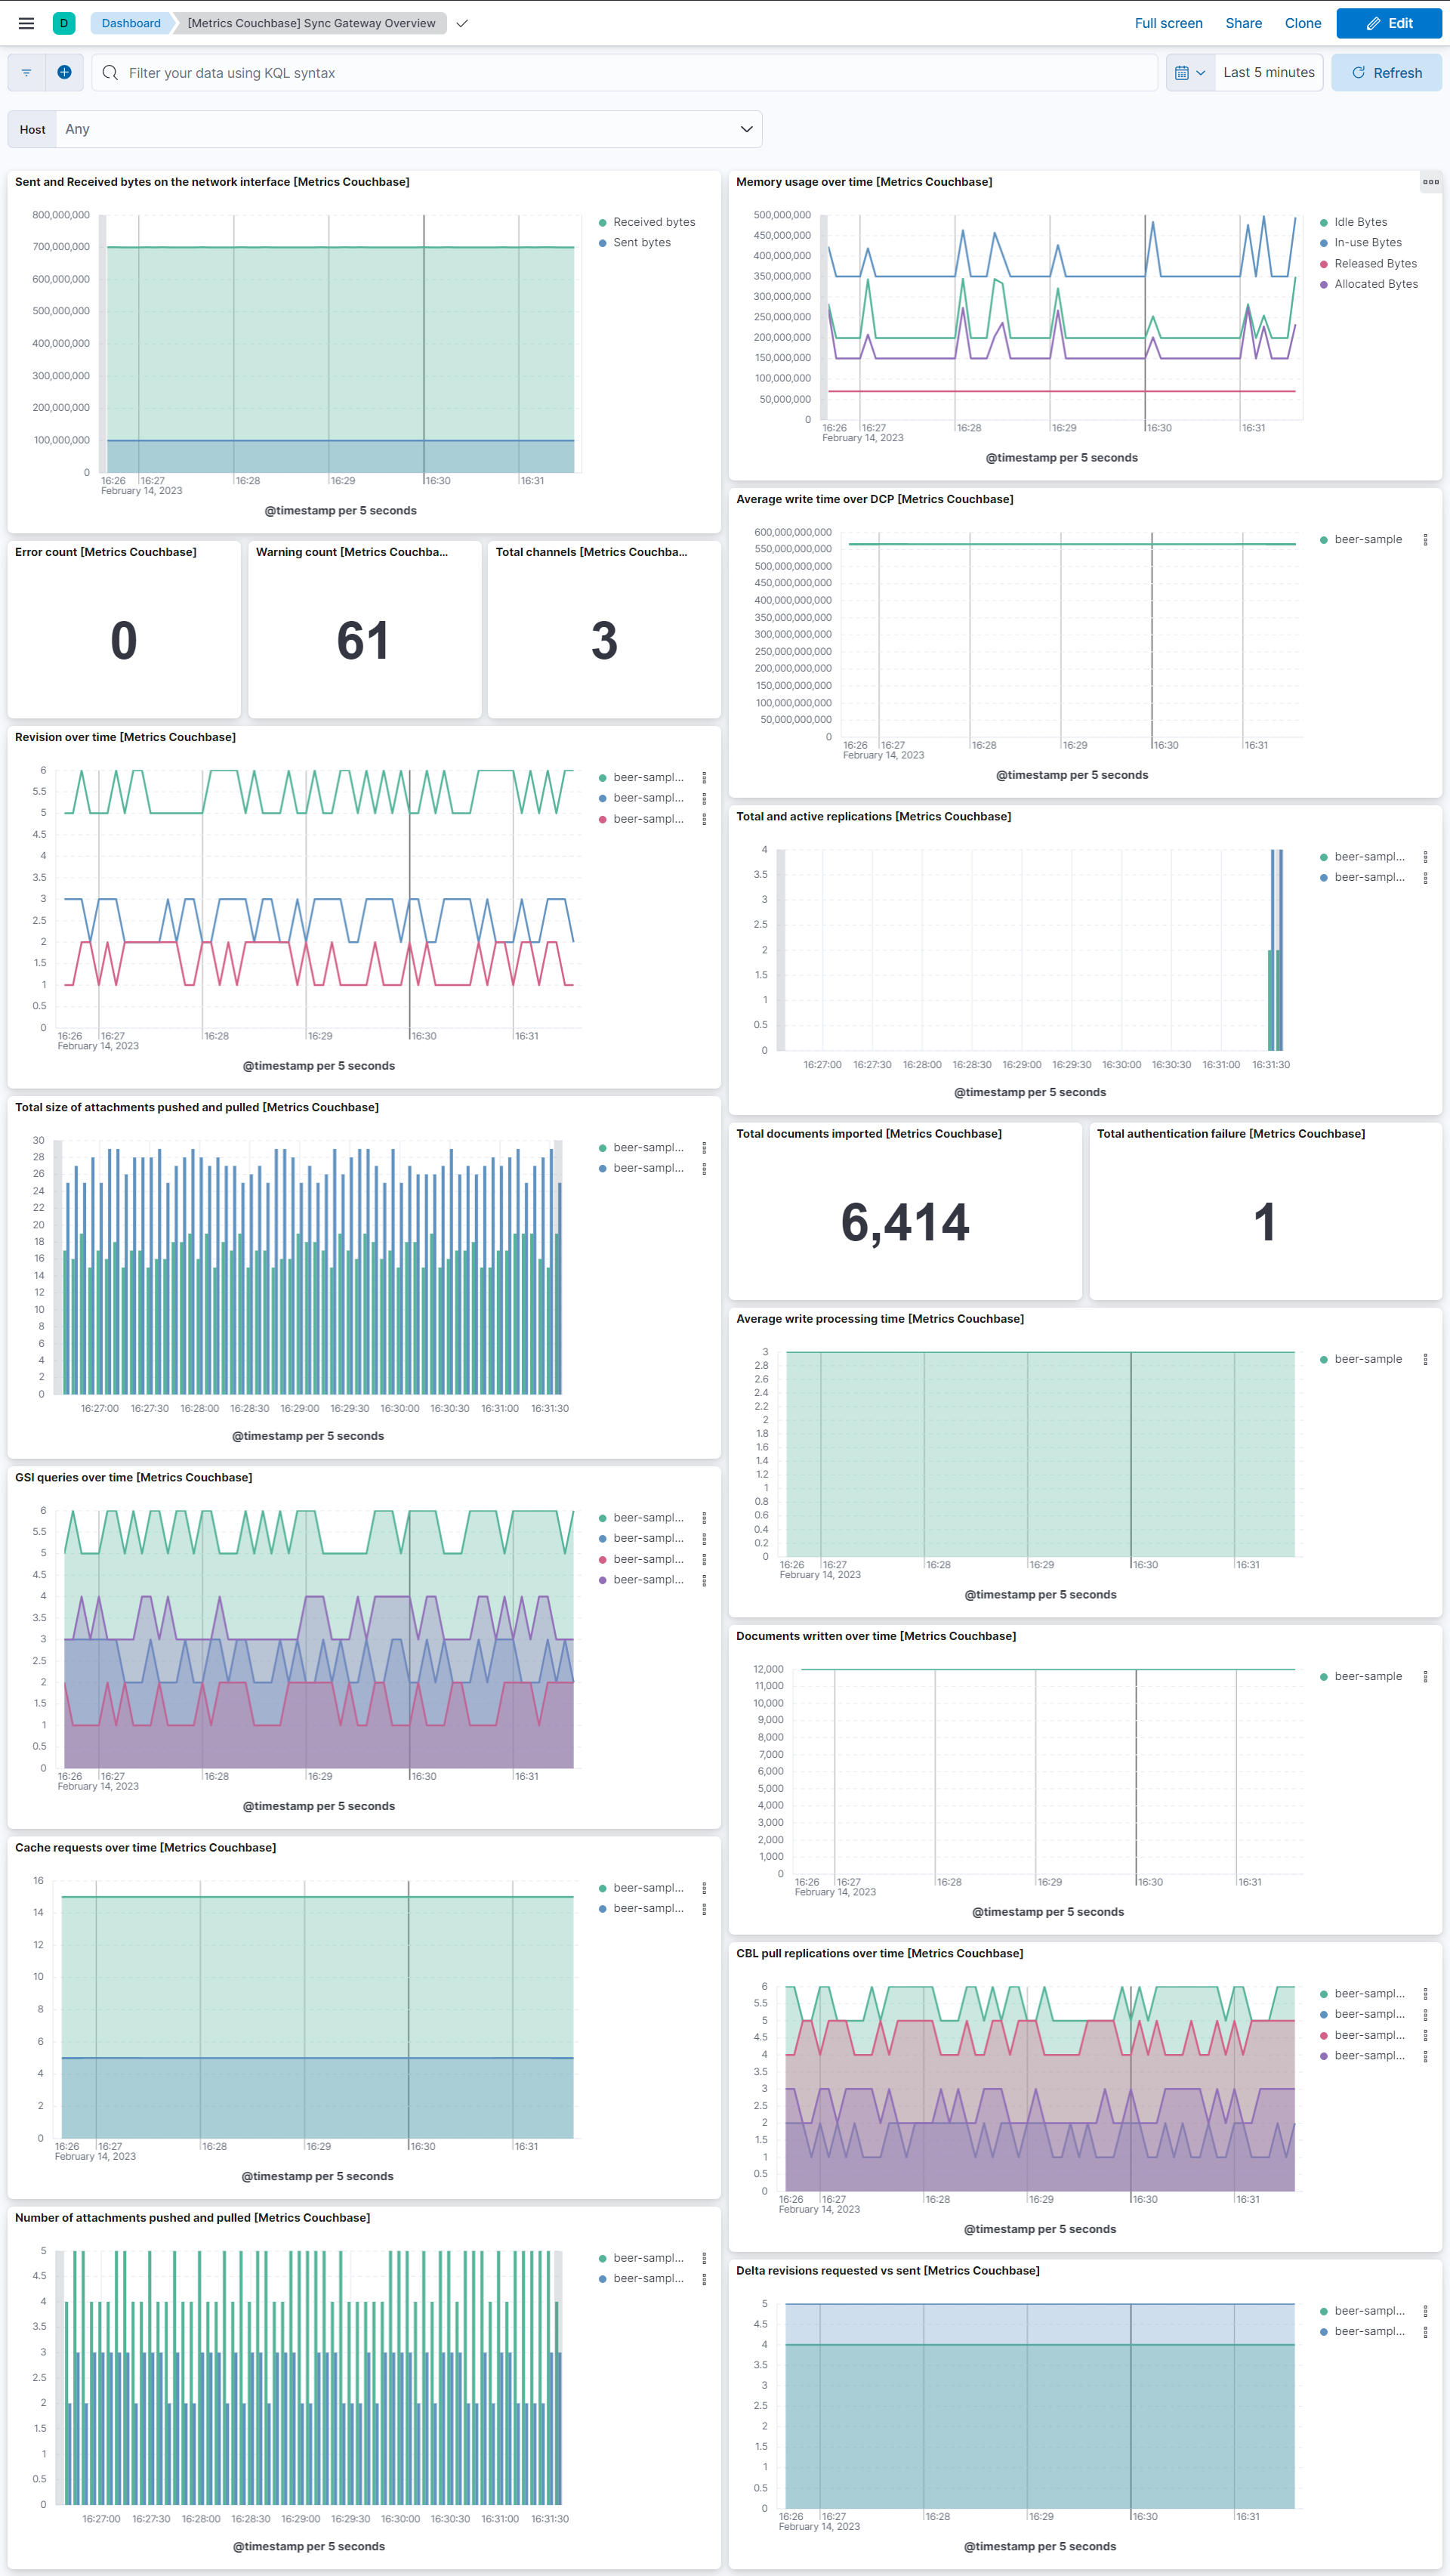 D Dashboard [Metrics Couchbase] Sync Gateway Overview Full screen Share Clone Edit
Filter your data using KQL syntax Last 5 minutes Refresh
Host Any
Sent and Received bytes on the network interface [Metrics Couchbase]
800,000,000
700,000,000
600,000,000
500,000,000
400,000,000
300,000,000
200,000,000
100,000,000
0
16:26 16:27 16:28 16:29 16:30 16:31
February 14, 2023
@timestamp per 5 seconds
Received bytes
Sent bytes
Memory usage over time [Metrics Couchbase]
500,000,000
450,000,000
400,000,000
350,000,000
300,000,000
250,000,000
200,000,000
150,000,000
100,000,000
50,000,000
0
16:26 16:27 16:28 16:29 16:30 16:31
February 14, 2023
@timestamp per 5 seconds
Idle Bytes
In-use Bytes
Released Bytes
Allocated Bytes
Error count [Metrics Couchbase]
0
Warning count [Metrics Couchba...
61
Total channels [Metrics Couchba...
3
Average write time over DCP [Metrics Couchbase]
600,000,000,000
550,000,000,000
500,000,000,000
450,000,000,000
400,000,000,000
350,000,000,000
300,000,000,000
250,000,000,000
200,000,000,000
150,000,000,000
100,000,000,000
50,000,000,000
0
16:26 16:27 16:28 16:29 16:30 16:31
February 14, 2023
@timestamp per 5 seconds
beer-sample
Revision over time [Metrics Couchbase]
6
5.5
5
4.5
4
3.5
3
2.5
2
1.5
1
0.5
0
16:26 16:27 16:28 16:29 16:30 16:31
February 14, 2023
@timestamp per 5 seconds
beer-sampl...
beer-sampl...
beer-sampl...
Total and active replications [Metrics Couchbase]
4
3.5
3
2.5
2
1.5
1
0.5
0
16:27:00 16:27:30 16:28:00 16:28:30 16:29:00 16:29:30 16:30:00 16:30:30 16:31:00 16:31:30
@timestamp per 5 seconds
beer-sampl...
beer-sampl...
Total size of attachments pushed and pulled [Metrics Couchbase]
30
28
26
24
22
20
18
16
14
12
10
8
6
4
2
0
16:27:00 16:27:30 16:28:00 16:28:30 16:29:00 16:29:30 16:30:00 16:30:30 16:31:00 16:31:30
@timestamp per 5 seconds
beer-sampl...
beer-sampl...
Total documents imported [Metrics Couchbase]
6,414
Total authentication failure [Metrics Couchbase]
1
Average write processing time [Metrics Couchbase]
3
2.8
2.6
2.4
2.2
2
1.8
1.6
1.4
1.2
1
0.8
0.6
0.4
0.2
0
16:26 16:27 16:28 16:29 16:30 16:31
February 14, 2023
@timestamp per 5 seconds
beer-sample
GSI queries over time [Metrics Couchbase]
6
5.5
5
4.5
4
3.5
3
2.5
2
1.5
1
0.5
0
16:26 16:27 16:28 16:29 16:30 16:31
February 14, 2023
@timestamp per 5 seconds
beer-sampl...
beer-sampl...
beer-sampl...
beer-sampl...
Documents written over time [Metrics Couchbase]
12,000
11,000
10,000
9,000
8,000
7,000
6,000
5,000
4,000
3,000
2,000
1,000
0
16:26 16:27 16:28 16:29 16:30 16:31
February 14, 2023
@timestamp per 5 seconds
beer-sample
Cache requests over time [Metrics Couchbase]
16
14
12
10
8
6
4
2
0
16:26 16:27 16:28 16:29 16:30 16:31
February 14, 2023
@timestamp per 5 seconds
beer-sampl...
beer-sampl...
CBL pull replications over time [Metrics Couchbase]
6
5.5
5
4.5
4
3.5
3
2.5
2
1.5
1
0.5
0
16:26 16:27 16:28 16:29 16:30 16:31
February 14, 2023
@timestamp per 5 seconds
beer-sampl...
beer-sampl...
beer-sampl...
beer-sampl...
Number of attachments pushed and pulled [Metrics Couchbase]
5
4.5
4
3.5
3
2.5
2
1.5
1
0.5
0
16:27:00 16:27:30 16:28:00 16:28:30 16:29:00 16:29:30 16:30:00 16:30:30 16:31:00 16:31:30
@timestamp per 5 seconds
beer-sampl...
beer-sampl...
Delta revisions requested vs sent [Metrics Couchbase]
5
4.5
4
3.5
3
2.5
2
1.5
1
0.5
0
16:26 16:27 16:28 16:29 16:30 16:31
February 14, 2023
@timestamp per 5 seconds
beer-sampl...
beer-sampl...